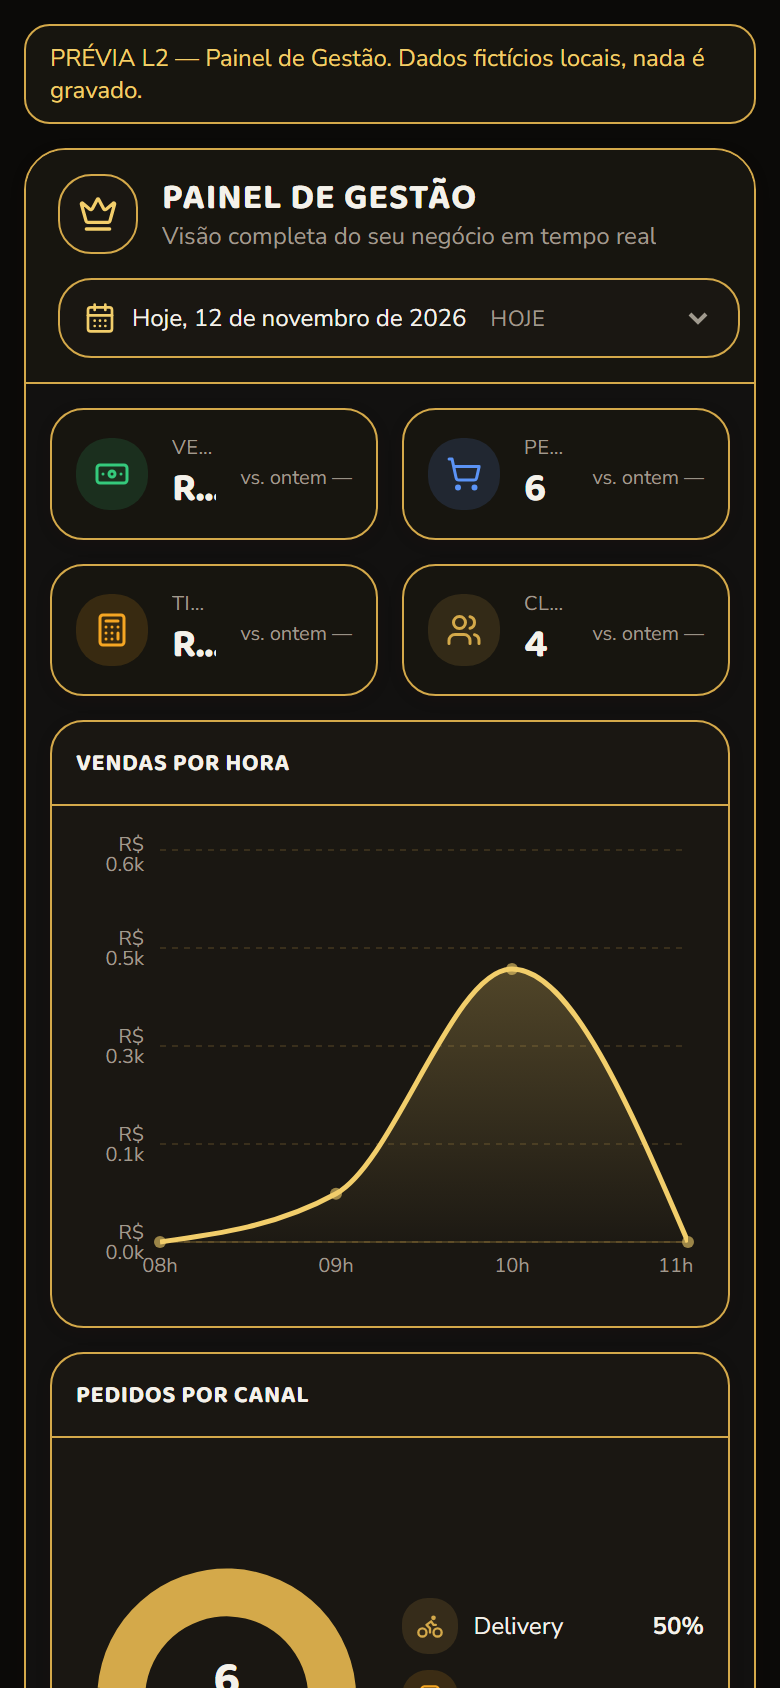 PRÉVIA L2 — Painel de Gestão. Dados fictícios locais, nada é
gravado.
PAINEL DE GESTÃO
Visão completa do seu negócio em tempo real
Hoje, 12 de novembro de 2026 HOJE
VE...
R...
vs. ontem —
PE...
6
vs. ontem —
TI...
R...
vs. ontem —
CL...
4
vs. ontem —
VENDAS POR HORA
R$
0.6k
R$
0.5k
R$
0.3k
R$
0.1k
R$
0.0k
08h 09h 10h 11h
PEDIDOS POR CANAL
6
Delivery 50%